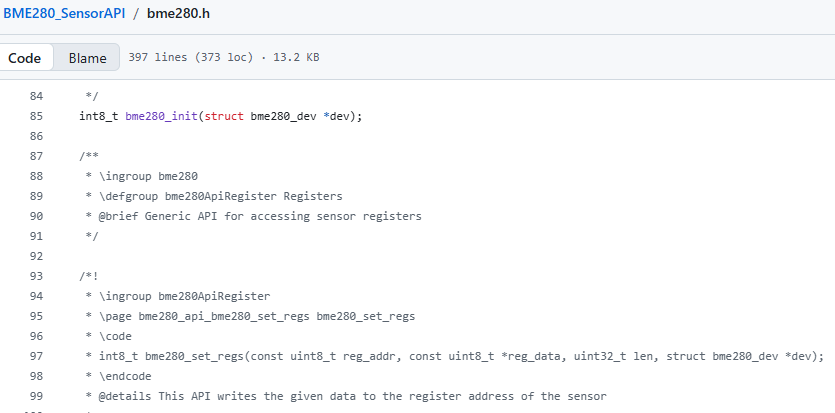 BME280_SensorAPI / bme280.h
Code Blame 397 lines (373 loc) · 13.2 KB
84 */
85 int8_t bme280_init(struct bme280_dev *dev);
86
87 /**
88 * \ingroup bme280
89 * \defgroup bme280ApiRegister Registers
90 * @brief Generic API for accessing sensor registers
91 */
92
93 /*!
94 * \ingroup bme280ApiRegister
95 * \page bme280_api_bme280_set_regs bme280_set_regs
96 * \code
97 * int8_t bme280_set_regs(const uint8_t reg_addr, const uint8_t *reg_data, uint32_t len, struct bme280_dev *dev);
98 * \endcode
99 * @details This API writes the given data to the register address of the sensor